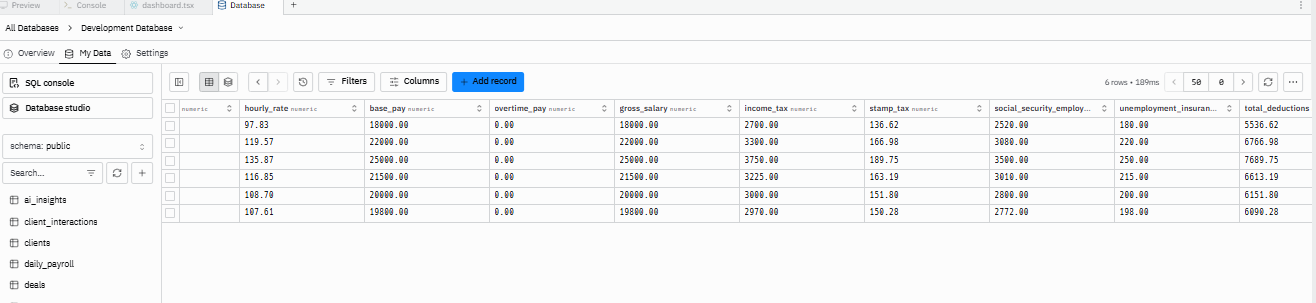 Preview Console dashboard.tsx Database +
All Databases > Development Database
Overview My Data Settings
SQL console
Database studio
schema: public
Search...
ai_insights
client_interactions
clients
daily_payroll
deals
Filters Columns + Add record 6 rows • 189ms 50 0
numeric hourly_rate numeric base_pay numeric overtime_pay numeric gross_salary numeric income_tax numeric stamp_tax numeric social_security_employ... unemployment_insuran... total_deductions
97.83 18000.00 0.00 18000.00 2700.00 136.62 2520.00 180.00 5536.62
119.57 22000.00 0.00 22000.00 3300.00 166.98 3080.00 220.00 6766.98
135.87 25000.00 0.00 25000.00 3750.00 189.75 3500.00 250.00 7689.75
116.85 21500.00 0.00 21500.00 3225.00 163.19 3010.00 215.00 6613.19
108.70 20000.00 0.00 20000.00 3000.00 151.80 2800.00 200.00 6151.80
107.61 19800.00 0.00 19800.00 2970.00 150.28 2772.00 198.00 6090.28